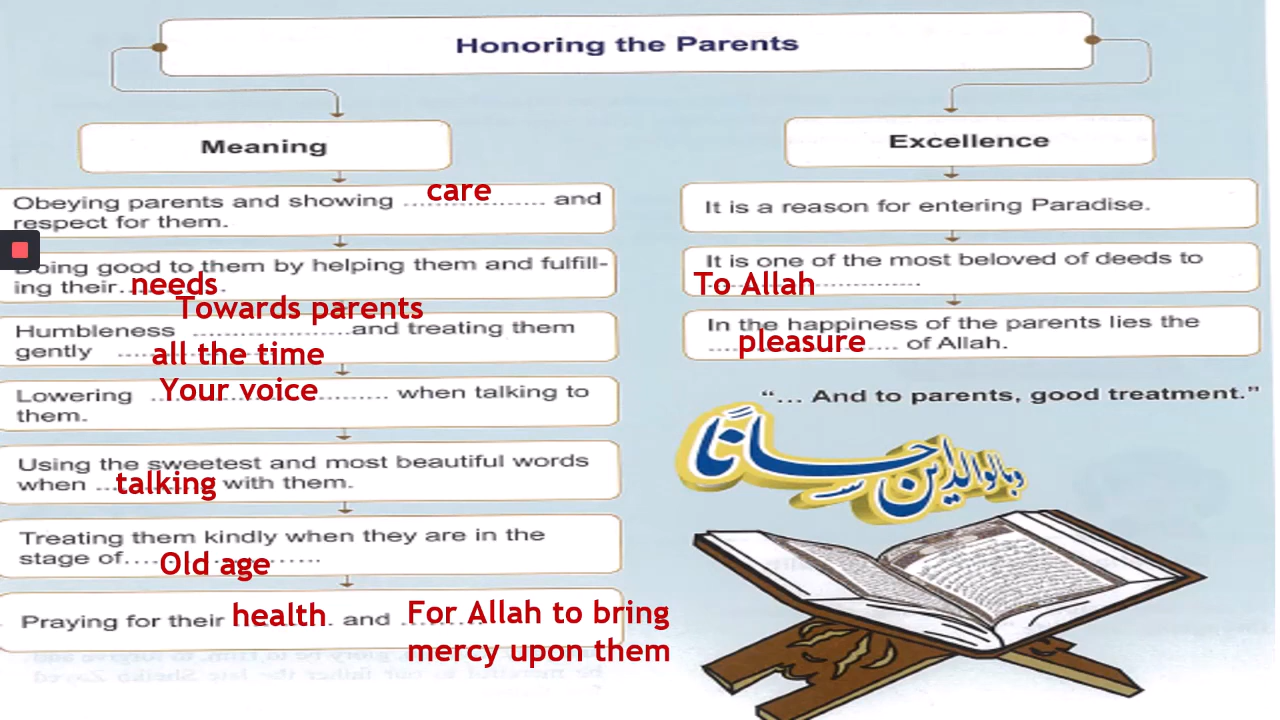 Honoring the Parents
Meaning
Obeying parents and showing care .................... and
respect for them.
Doing good to them by helping them and fulfill-
ing their needs
Humbleness Towards parents ....................and treating them
gently all the time
Lowering Your voice .................... when talking to
them.
Using the sweetest and most beautiful words
when ... talking with them.
Treating them kindly when they are in the
stage of.... Old age ......
Praying for their health. and For Allah to bring
mercy upon them
Excellence
It is a reason for entering Paradise.
It is one of the most beloved of deeds to
To Allah ....................
In the happiness of the parents lies the
pleasure .... of Allah.
“... And to parents, good treatment.”
وبالوالدين إحسانًا